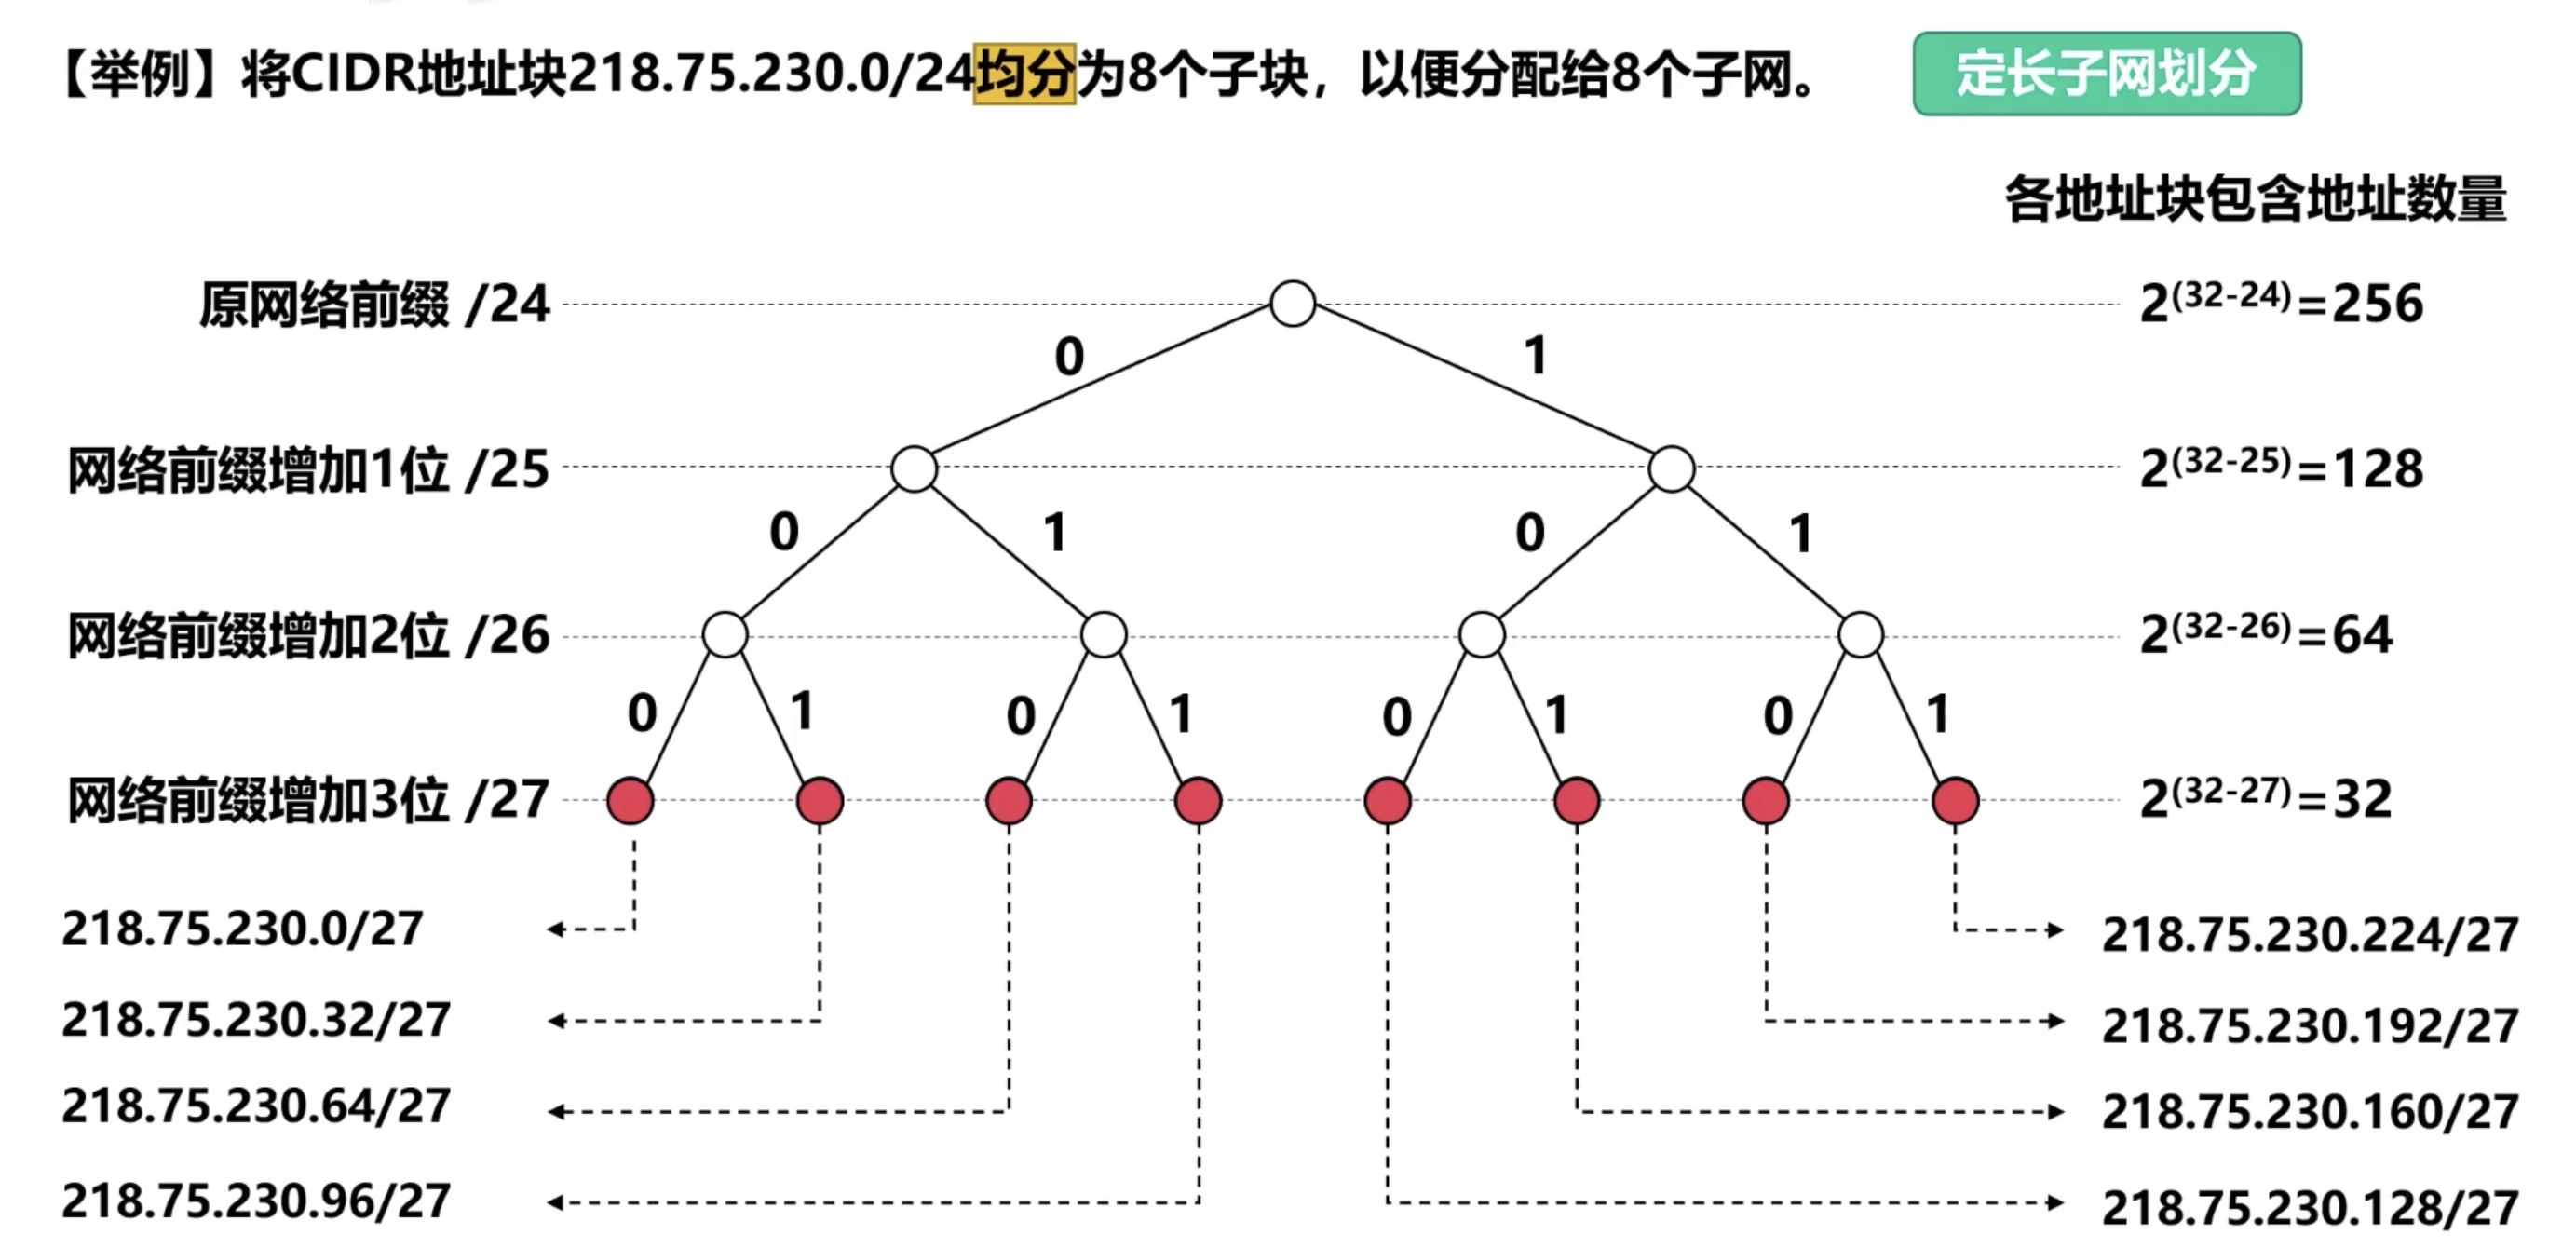 【举例】将CIDR地址块218.75.230.0/24均分为8个子块，以便分配给8个子网。 定长子网划分
各地址块包含地址数量
原网络前缀 /24 2^(32-24)=256
0 1
网络前缀增加1位 /25 2^(32-25)=128
0 1 0 1
网络前缀增加2位 /26 2^(32-26)=64
0 1 0 1 0 1 0 1
网络前缀增加3位 /27 2^(32-27)=32
218.75.230.0/27 218.75.230.224/27
218.75.230.32/27 218.75.230.192/27
218.75.230.64/27 218.75.230.160/27
218.75.230.96/27 218.75.230.128/27